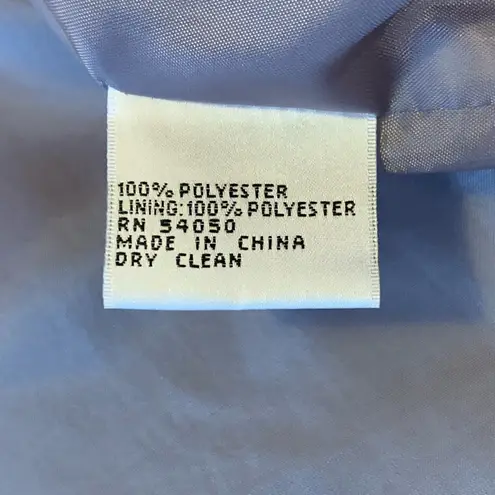 100% POLYESTER
LINING:100% POLYESTER
RN 54050
MADE IN CHINA
DRY CLEAN